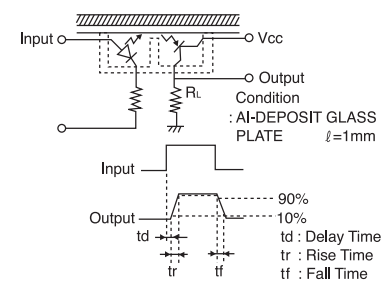 Input
Vcc
Output
RL
Condition
: Al-DEPOSIT GLASS
PLATE ℓ=1mm
Input
90%
Output
10%
td
td : Delay Time
tr : Rise Time
tr
tf
tf : Fall Time